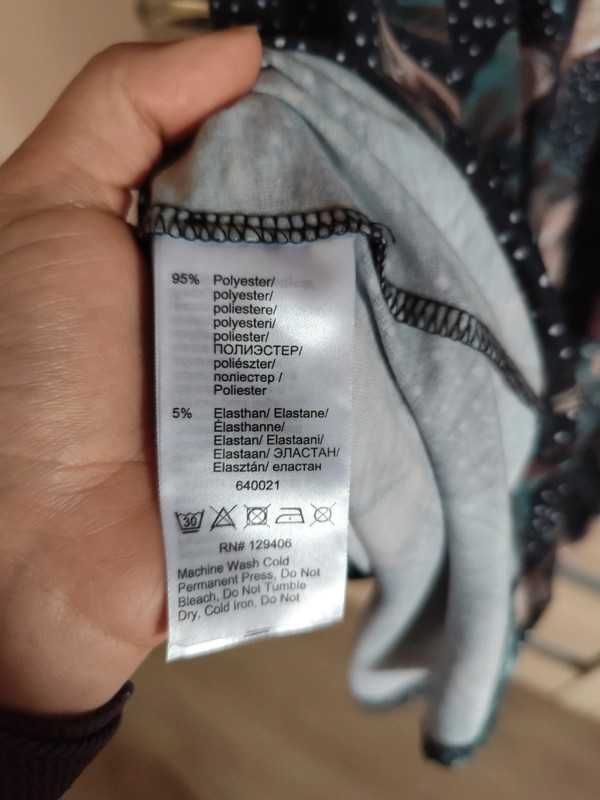 95% Polyester/
polyester/
poliestere/
polyesteri/
poliester/
ПОЛИЭСТЕР/
poliészter/
поліестер /
Poliester
5% Elasthan/ Elastane/
Élasthanne/
Elastan/ Elastaani/
Elastaan/ ЭЛАСТАН/
Elasztán/ еластан
640021
30
RN# 129406
Machine Wash Cold
Permanent Press, Do Not
Bleach, Do Not Tumble
Dry, Cold Iron, Do Not